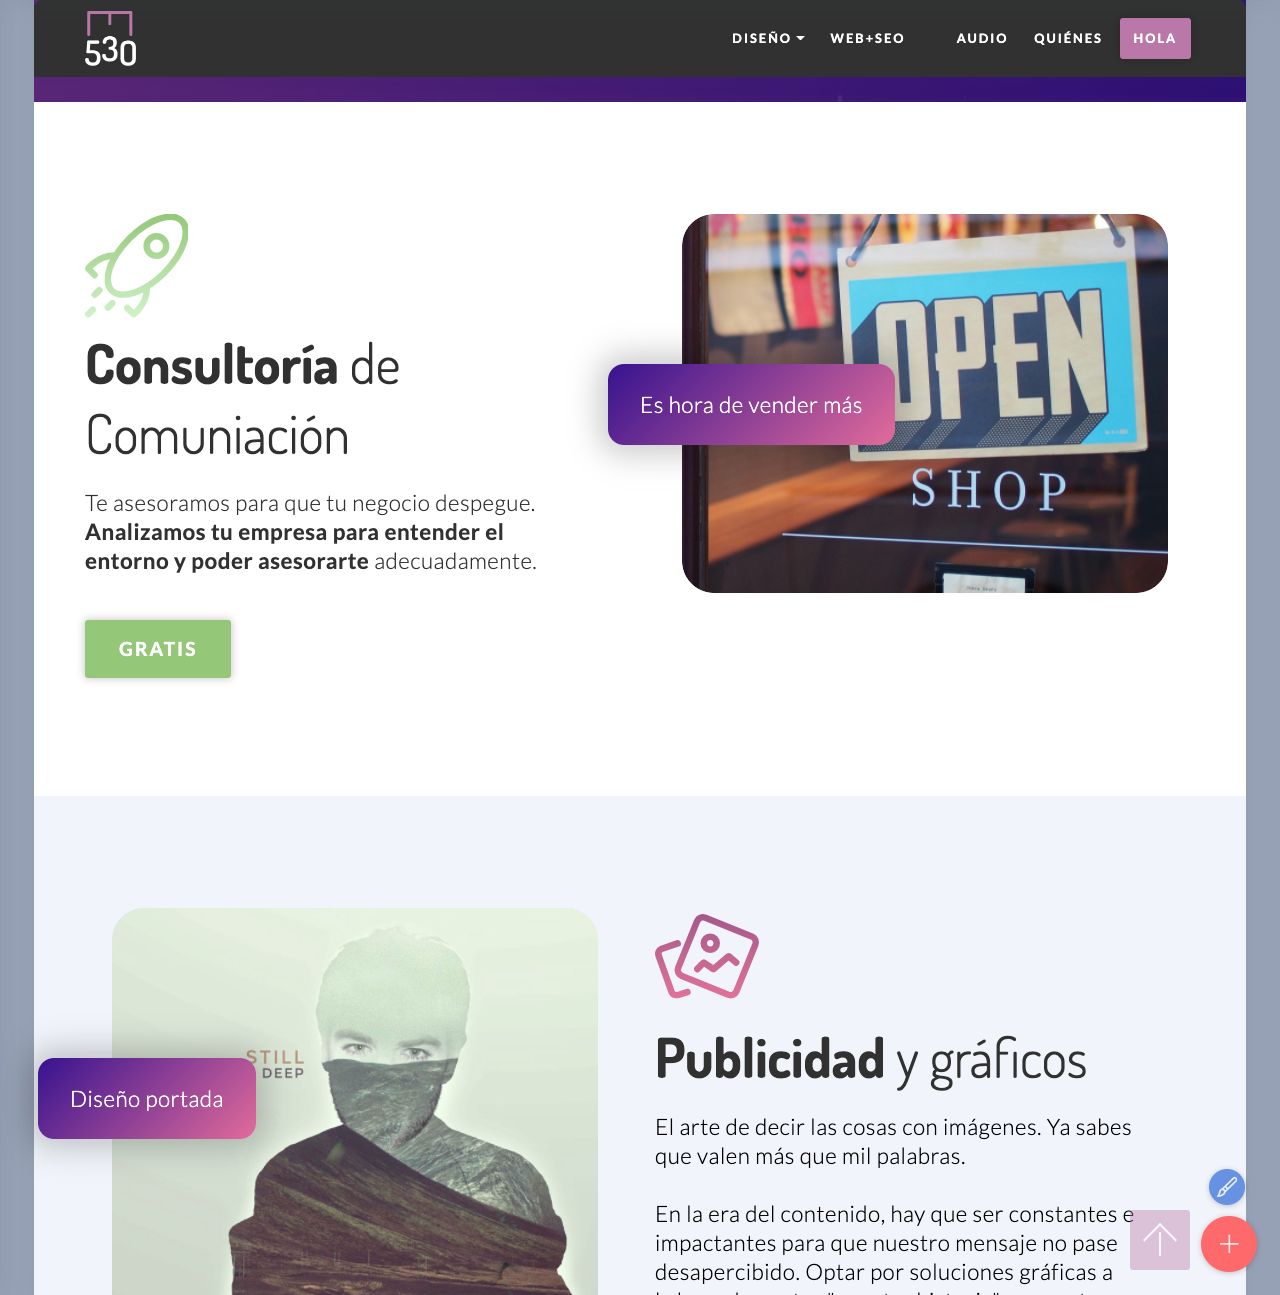 530
DISEÑO
WEB+SEO
AUDIO
QUIÉNES
HOLA
Consultoría de
Comuniación
Te asesoramos para que tu negocio despegue.
Analizamos tu empresa para entender el
entorno y poder asesorarte adecuadamente.
GRATIS
Es hora de vender más
OPEN
SHOP
STILL
DEEP
Diseño portada
Publicidad y gráficos
El arte de decir las cosas con imágenes. Ya sabes
que valen más que mil palabras.
En la era del contenido, hay que ser constantes e
impactantes para que nuestro mensaje no pase
desapercibido. Optar por soluciones gráficas a